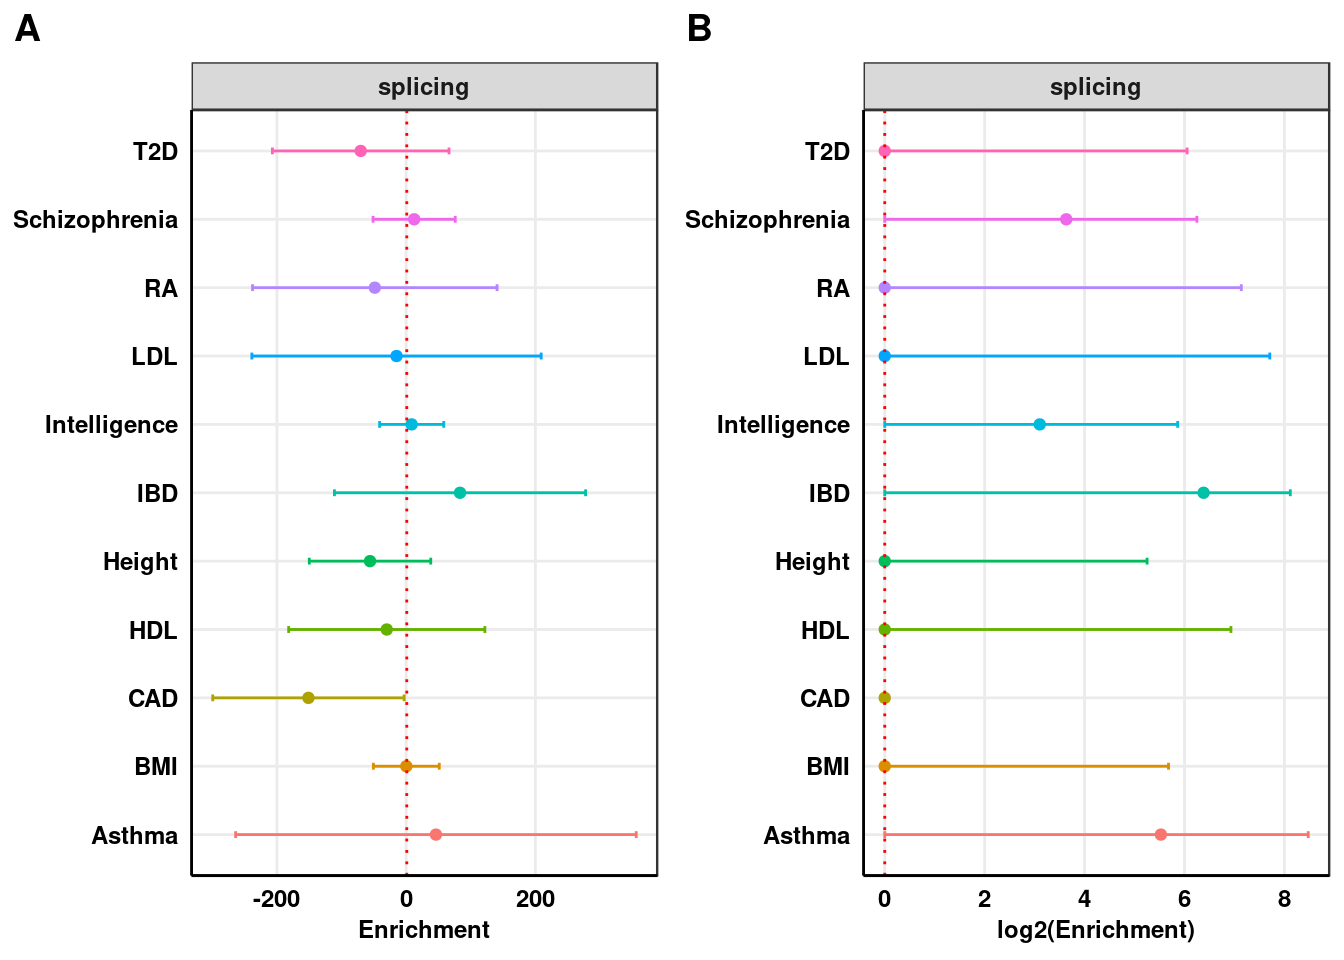 A
splicing
T2D
Schizophrenia
RA
LDL
Intelligence
IBD
Height
HDL
CAD
BMI
Asthma
-200 0 200
Enrichment
B
splicing
T2D
Schizophrenia
RA
LDL
Intelligence
IBD
Height
HDL
CAD
BMI
Asthma
0 2 4 6 8
log2(Enrichment)